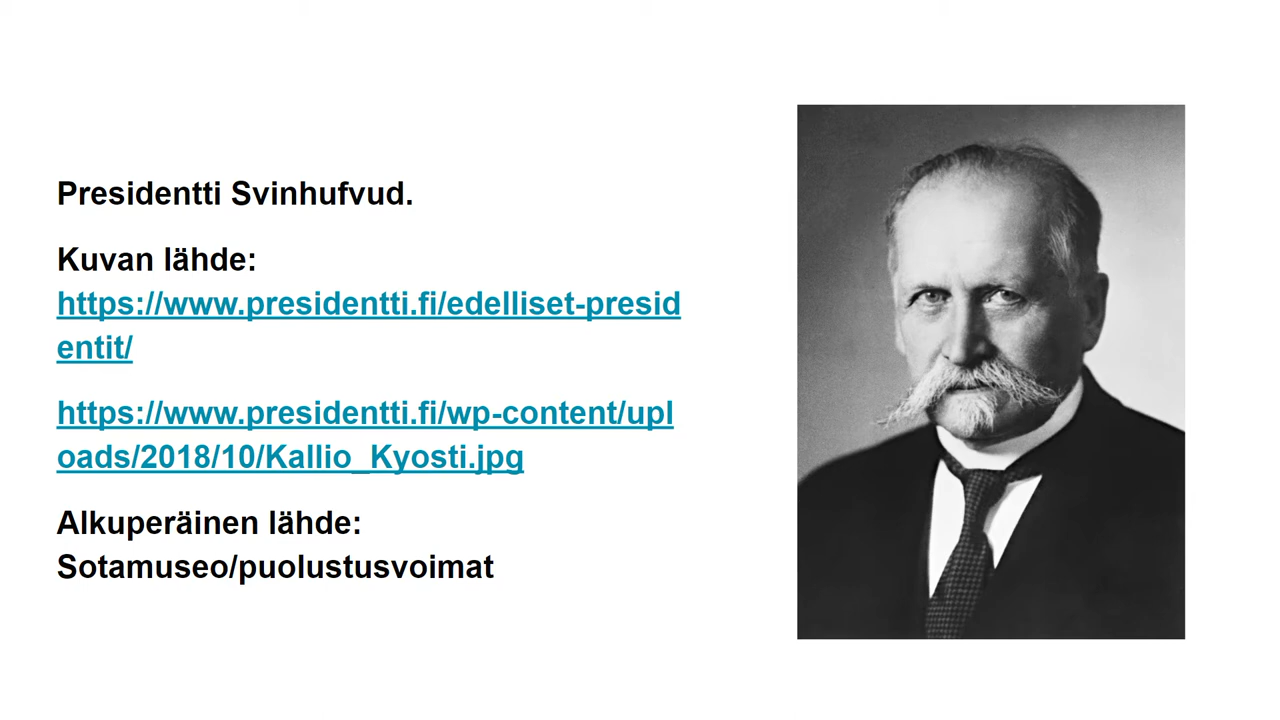 Presidentti Svinhufvud.
Kuvan lähde:
https://www.presidentti.fi/edelliset-presid
entit/
https://www.presidentti.fi/wp-content/upl
oads/2018/10/Kallio_Kyosti.jpg
Alkuperäinen lähde:
Sotamuseo/puolustusvoimat